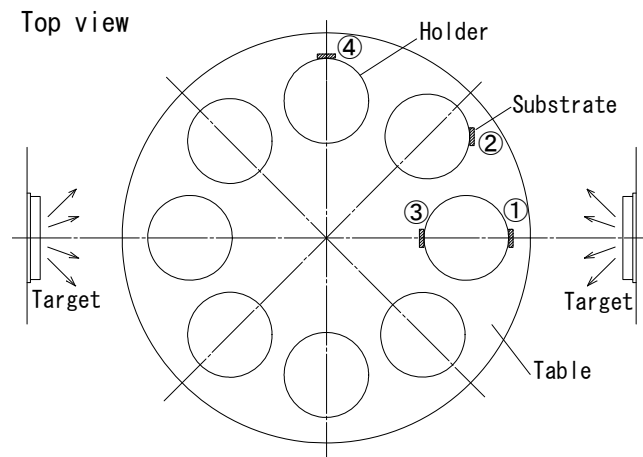 Top view
④
Holder
Substrate
②
③
①
Target
Target
Table